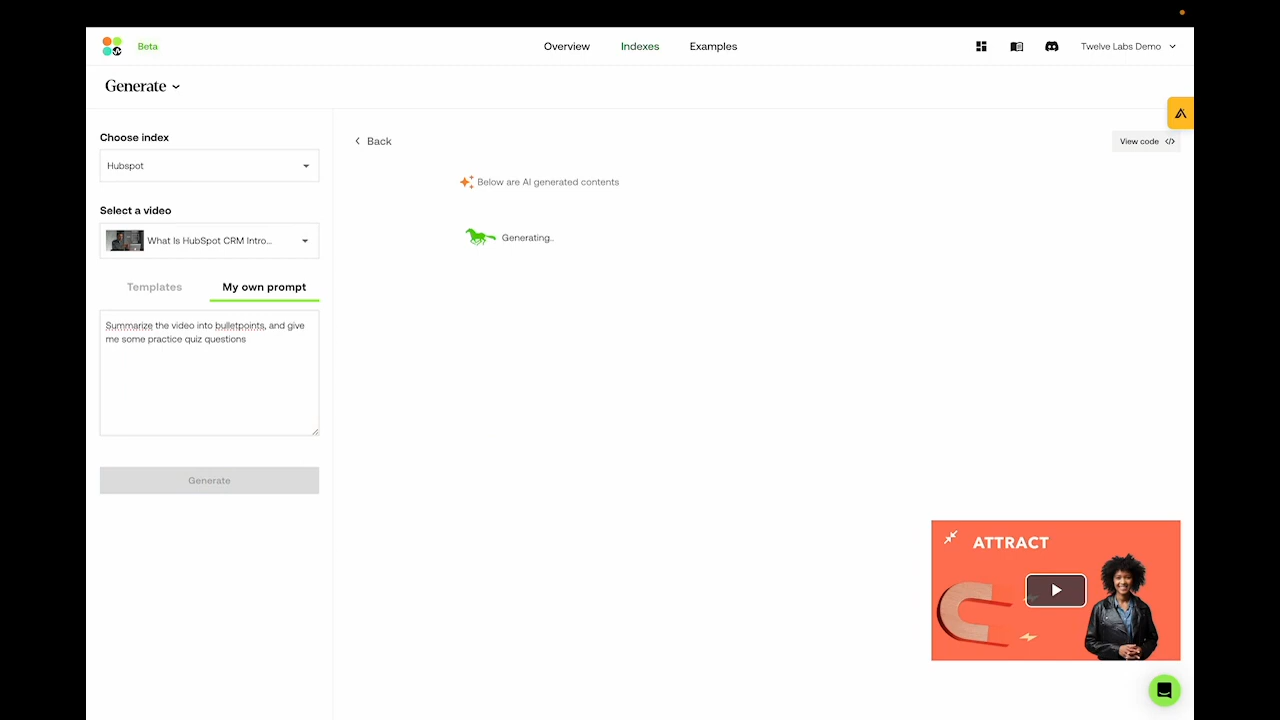 Beta
Overview
Indexes
Examples
Twelve Labs Demo
Generate
Choose index
Hubspot
Select a video
What Is HubSpot CRM Intro...
Templates
My own prompt
Summarize the video into bulletpoints, and give
me some practice quiz questions
Generate
Back
View code </>
Below are AI generated contents
Generating..
ATTRACT